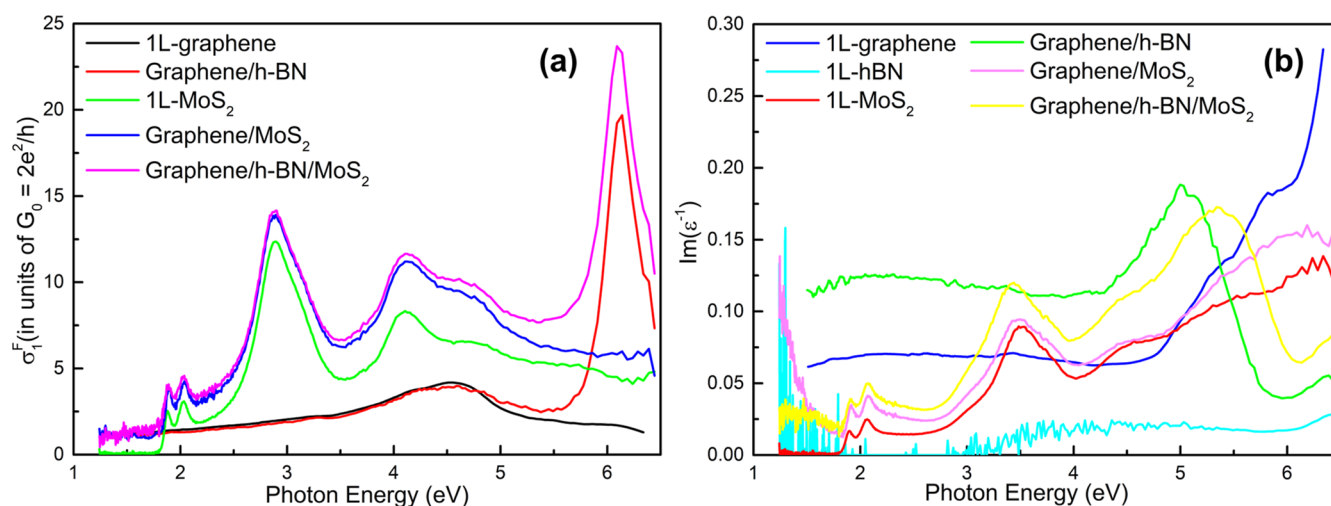 25
20
15
10
5
0
σ₁ᶠ(in units of G₀ = 2e²/h)
1L-graphene
Graphene/h-BN
1L-MoS₂
Graphene/MoS₂
Graphene/h-BN/MoS₂
(a)
1 2 3 4 5 6
Photon Energy (eV)
0.30
0.25
0.20
0.15
0.10
0.05
0.00
Im(ε⁻¹)
1L-graphene
1L-hBN
1L-MoS₂
Graphene/h-BN
Graphene/MoS₂
Graphene/h-BN/MoS₂
(b)
1 2 3 4 5 6
Photon Energy (eV)